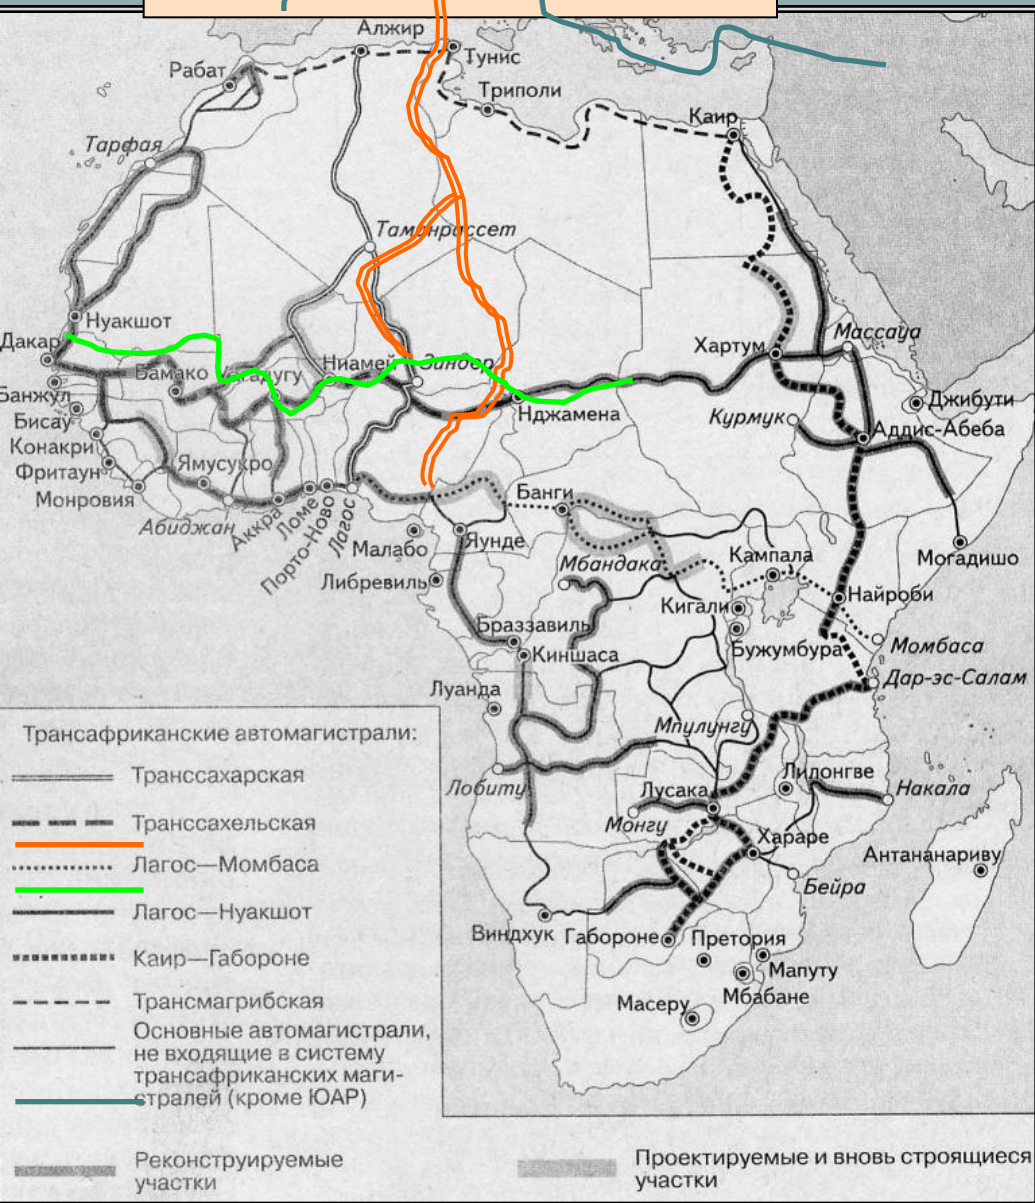 Алжир
Тунис
Рабат
Триполи
Каир
Тарфая
Таманрассет
Нуакшот
Дакар
Массауа
Хартум
Бамако
Уагадугу
Ниамей
Зиндер
Банжул
Бисау
Нджамена
Джибути
Курмук
Аддис-Абеба
Конакри
Фритаун
Ямусукро
Монровия
Абиджан
Аккра
Ломе
Порто-Ново
Лагос
Банги
Малабо
Яунде
Мбандака
Кампала
Могадишо
Либревиль
Кигали
Найроби
Браззавиль
Бужумбура
Момбаса
Киншаса
Дар-эс-Салам
Луанда
Мпилунгу
Лобиту
Лусака
Лилонгве
Накала
Монгу
Хараре
Антананариву
Бейра
Виндхук
Габороне
Претория
Мапуту
Мбабане
Масеру
Трансафриканские автомагистрали:
Транссахарская
Транссахельская
Лагос—Момбаса
Лагос—Нуакшот
Каир—Габороне
Трансмагрибская
Основные автомагистрали,
не входящие в систему
трансафриканских маги-
стралей (кроме ЮАР)
Реконструируемые
участки
Проектируемые и вновь строящиеся
участки